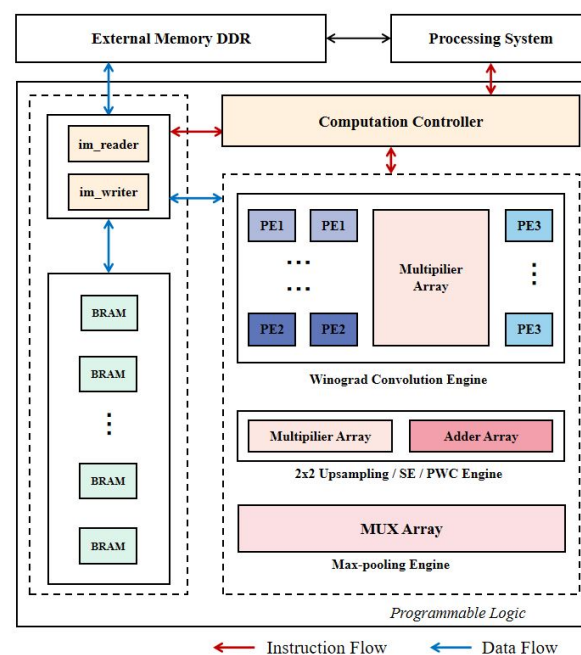 External Memory DDR
Processing System
Computation Controller
im_reader
im_writer
BRAM
BRAM
BRAM
BRAM
PE1 PE1
PE2 PE2
Multipilier
Array
PE3
PE3
Winograd Convolution Engine
Multipilier Array
Adder Array
2x2 Upsampling / SE / PWC Engine
MUX Array
Max-pooling Engine
Programmable Logic
Instruction Flow
Data Flow